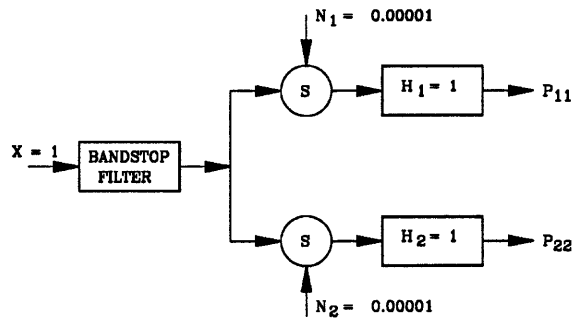 N1 = 0.00001
S
H1 = 1
P11
X = 1
BANDSTOP
FILTER
S
H2 = 1
P22
N2 = 0.00001